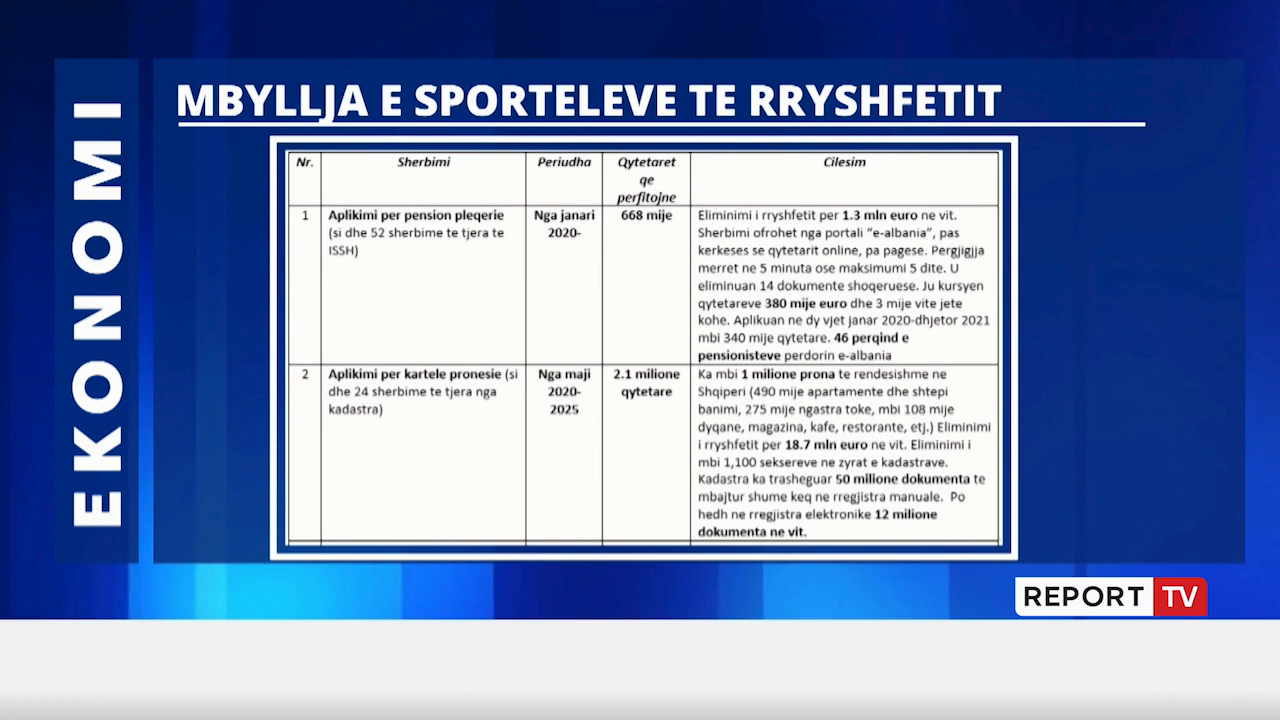 EKONOMI
MBYLLJA E SPORTELEVE TE RRYSHFETIT
Nr.
Sherbimi
Periudha
Qytetaret
qe
perfitojne
Cilesim
1
Aplikimi per pension pleqerie
(si dhe 52 sherbime te tjera te
ISSH)
Nga janari
2020-
668 mije
Eliminimi i rryshfetit per 1.3 mln euro ne vit.
Sherbimi ofrohet nga portali “e-albania”, pas
kerkeses se qytetarit online, pa pagese. Pergjigjja
merret ne 5 minuta ose maksimumi 5 dite. U
eliminuan 14 dokumente shoqeruese. Ju kursyen
qytetareve 380 mije euro dhe 3 mije vite jete
kohe. Aplikuan ne dy vjet janar 2020-dhjetor 2021
mbi 340 mije qytetare. 46 perqind e
pensionisteve perdorin e-albania
2
Aplikimi per kartele pronesie (si
dhe 24 sherbime te tjera nga
kadastra)
Nga maji
2020-
2025
2.1 milione
qytetare
Ka mbi 1 milione prona te rendesishme ne
Shqiperi (490 mije apartamente dhe shtepi
banimi, 275 mije ngastra toke, mbi 108 mije
dyqane, magazina, kafe, restorante, etj.) Eliminimi
i rryshfetit per 18.7 mln euro ne vit. Eliminimi i
mbi 1,100 seksereve ne zyrat e kadastrave.
Kadastra ka trasheguar 50 milione dokumenta te
mbajtur shume keq ne rregjistra manuale. Po
hedh ne rregjistra elektronike 12 milione
dokumenta ne vit.
REPORT TV